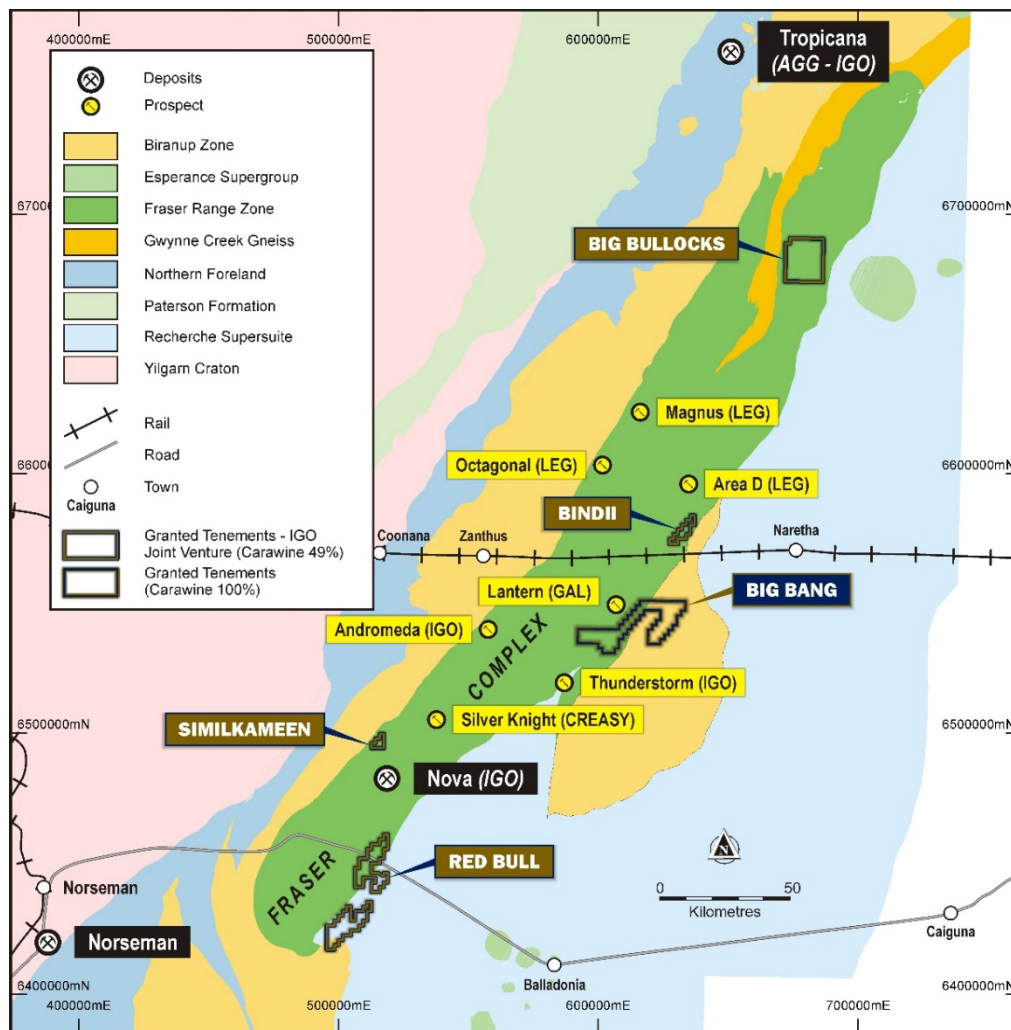 400000mE
500000mE
600000mE
Tropicana
(AGG - IGO)
Deposits
Prospect
Biranup Zone
Esperance Supergroup
Fraser Range Zone
Gwynne Creek Gneiss
Northern Foreland
Paterson Formation
Recherche Supersuite
Yilgarn Craton
Rail
Road
Town
Caiguna
Granted Tenements - IGO
Joint Venture (Carawine 49%)
Granted Tenements
(Carawine 100%)
6700000mN
6700000mN
BIG BULLOCKS
Magnus (LEG)
6600000mN
6600000mN
Octagonal (LEG)
Area D (LEG)
BINDII
Coonana
Zanthus
Naretha
Lantern (GAL)
BIG BANG
Andromeda (IGO)
COMPLEX
Thunderstorm (IGO)
Silver Knight (CREASY)
6500000mN
6500000mN
SIMILKAMEEN
Nova (IGO)
N
FRASER
RED BULL
0
50
Kilometres
Norseman
Norseman
Caiguna
Balladonia
6400000mN
6400000mN
400000mE
500000mE
600000mE
700000mE